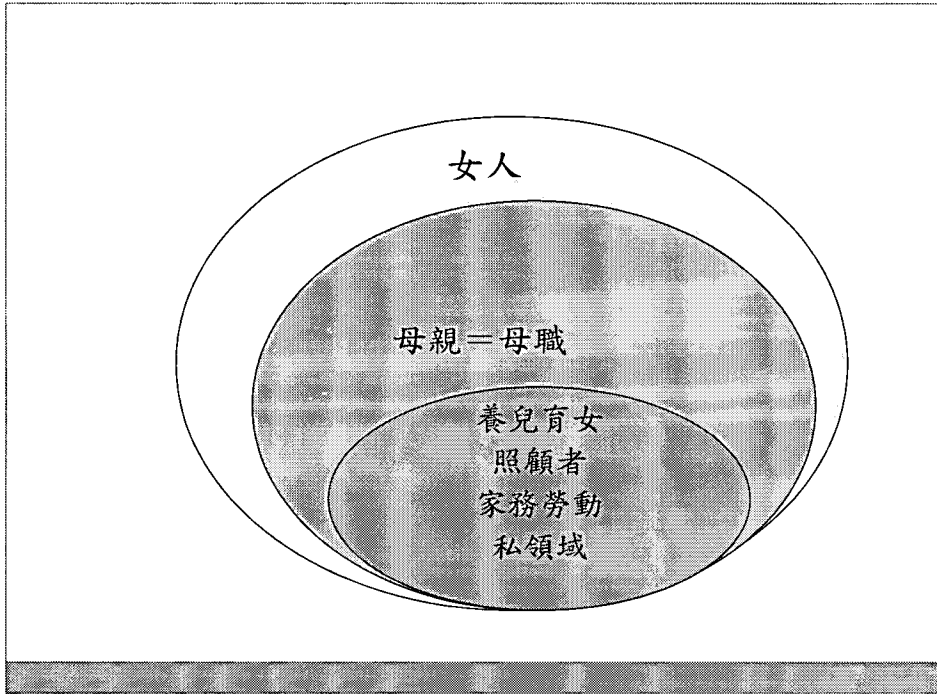 女人
母親＝母職
養兒育女
照顧者
家務勞動
私領域